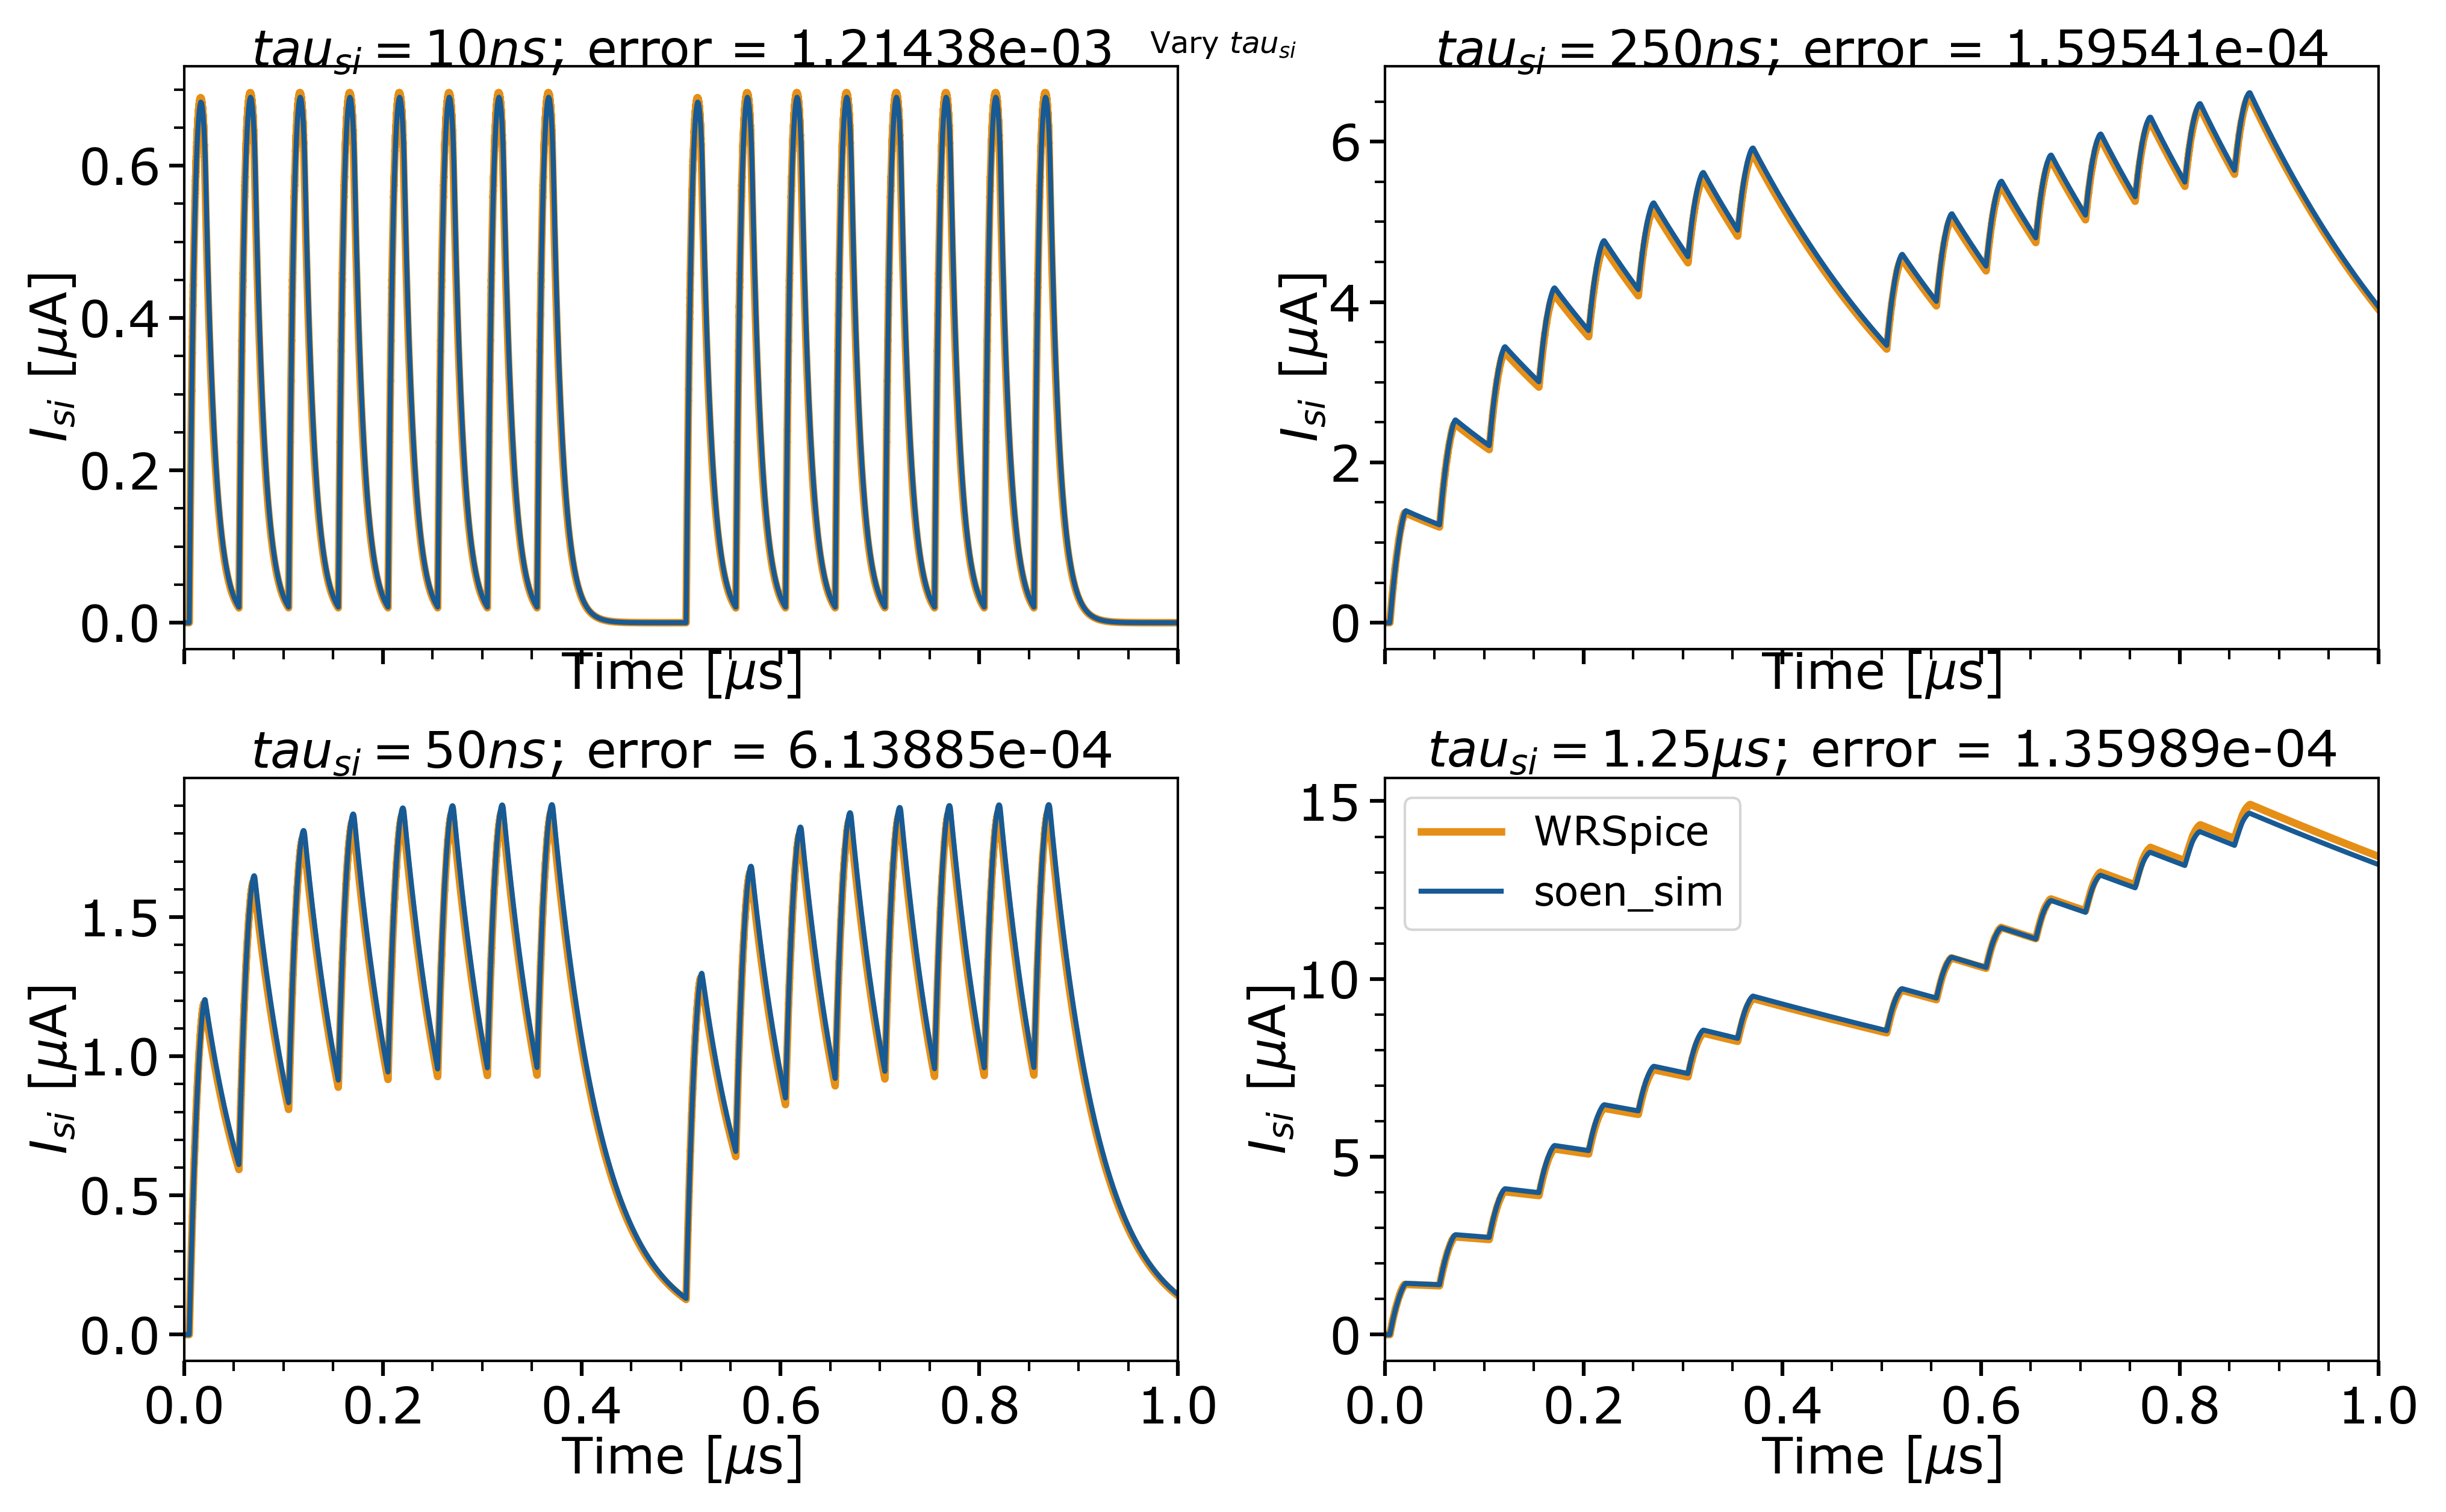 tau_si = 10ns; error = 1.21438e-03
Vary tau_si
tau_si = 250ns; error = 1.59541e-04
I_si [μA]
0.6
0.4
0.2
0.0
Time [μs]
I_si [μA]
6
4
2
0
Time [μs]
tau_si = 50ns; error = 6.13885e-04
I_si [μA]
1.5
1.0
0.5
0.0
0.0 0.2 0.4 0.6 0.8 1.0
Time [μs]
tau_si = 1.25μs; error = 1.35989e-04
WRSpice
soen_sim
I_si [μA]
15
10
5
0
0.0 0.2 0.4 0.6 0.8 1.0
Time [μs]